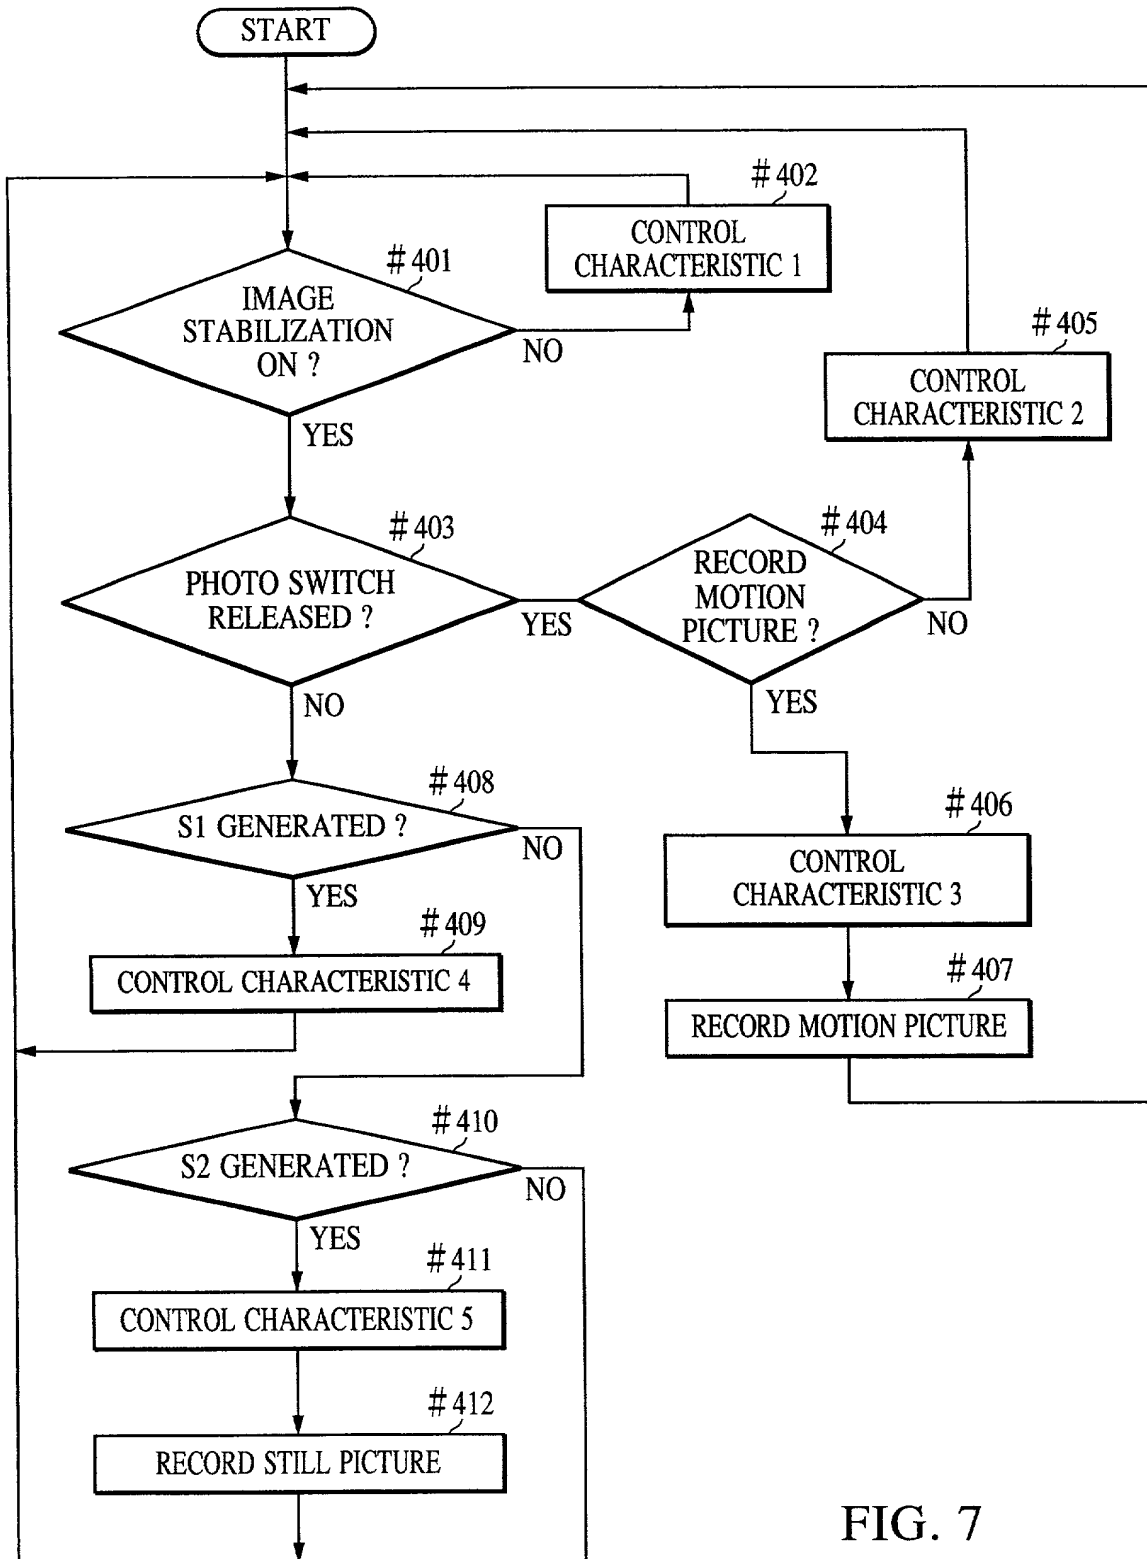 START
#402
CONTROL
CHARACTERISTIC 1
#401
IMAGE
STABILIZATION
ON ?
NO
YES
#405
CONTROL
CHARACTERISTIC 2
#403
PHOTO SWITCH
RELEASED ?
YES
NO
#404
RECORD
MOTION
PICTURE ?
NO
YES
#408
S1 GENERATED ?
NO
YES
#406
CONTROL
CHARACTERISTIC 3
#409
CONTROL CHARACTERISTIC 4
#407
RECORD MOTION PICTURE
#410
S2 GENERATED ?
NO
YES
#411
CONTROL CHARACTERISTIC 5
#412
RECORD STILL PICTURE
FIG. 7